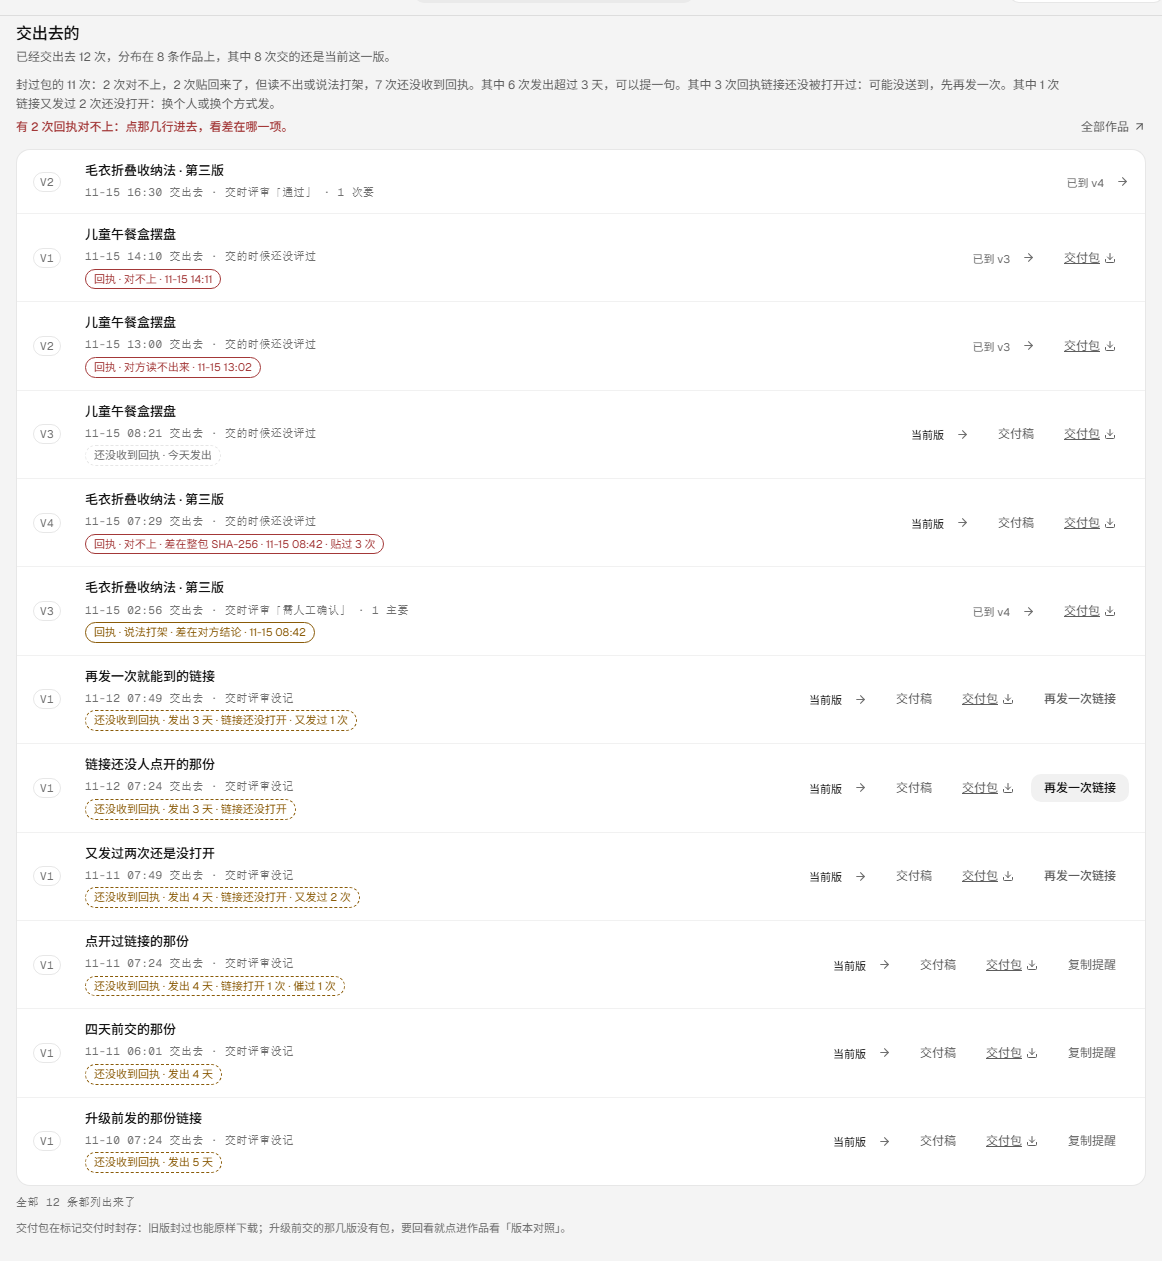 交出去的
已经交出去 12 次，分布在 8 条作品上，其中 8 次交的还是当前这一版。
封过包的 11 次：2 次对不上，2 次贴回来了，但读不出或说法打架，7 次还没收到回执。其中 6 次发出超过 3 天，可以提一句。其中 3 次回执链接还没被打开过：可能没送到，先再发一次。其中 1 次
链接又发过 2 次还没打开：换个人或换个方式发。
有 2 次回执对不上：点那几行进去，看差在哪一项。
全部作品
V2
毛衣折叠收纳法 · 第三版
11-15 16:30 交出去 · 交时评审「通过」 · 1 次要
已到 v4
V1
儿童午餐盒摆盘
11-15 14:10 交出去 · 交的时候还没评过
回执 · 对不上 · 11-15 14:11
已到 v3
交付包
V2
儿童午餐盒摆盘
11-15 13:00 交出去 · 交的时候还没评过
回执 · 对方读不出来 · 11-15 13:02
已到 v3
交付包
V3
儿童午餐盒摆盘
11-15 08:21 交出去 · 交的时候还没评过
还没收到回执 · 今天发出
当前版
交付稿
交付包
V4
毛衣折叠收纳法 · 第三版
11-15 07:29 交出去 · 交的时候还没评过
回执 · 对不上 · 差在整包 SHA-256 · 11-15 08:42 · 贴过 3 次
当前版
交付稿
交付包
V3
毛衣折叠收纳法 · 第三版
11-15 02:56 交出去 · 交时评审「需人工确认」 · 1 主要
回执 · 说法打架 · 差在对方结论 · 11-15 08:42
已到 v4
交付包
V1
再发一次就能到的链接
11-12 07:49 交出去 · 交时评审没记
还没收到回执 · 发出 3 天 · 链接还没打开 · 又发过 1 次
当前版
交付稿
交付包
再发一次链接
V1
链接还没人点开的那份
11-12 07:24 交出去 · 交时评审没记
还没收到回执 · 发出 3 天 · 链接还没打开
当前版
交付稿
交付包
再发一次链接
V1
又发过两次还是没打开
11-11 07:49 交出去 · 交时评审没记
还没收到回执 · 发出 4 天 · 链接还没打开 · 又发过 2 次
当前版
交付稿
交付包
再发一次链接
V1
点开过链接的那份
11-11 07:24 交出去 · 交时评审没记
还没收到回执 · 发出 4 天 · 链接打开 1 次 · 催过 1 次
当前版
交付稿
交付包
复制提醒
V1
四天前交的那份
11-11 06:01 交出去 · 交时评审没记
还没收到回执 · 发出 4 天
当前版
交付稿
交付包
复制提醒
V1
升级前发的那份链接
11-10 07:24 交出去 · 交时评审没记
还没收到回执 · 发出 5 天
当前版
交付稿
交付包
复制提醒
全部 12 条都列出来了
交付包在标记交付时封存：旧版封过也能原样下载；升级前交的那几版没有包，要回看就点进作品看「版本对照」。